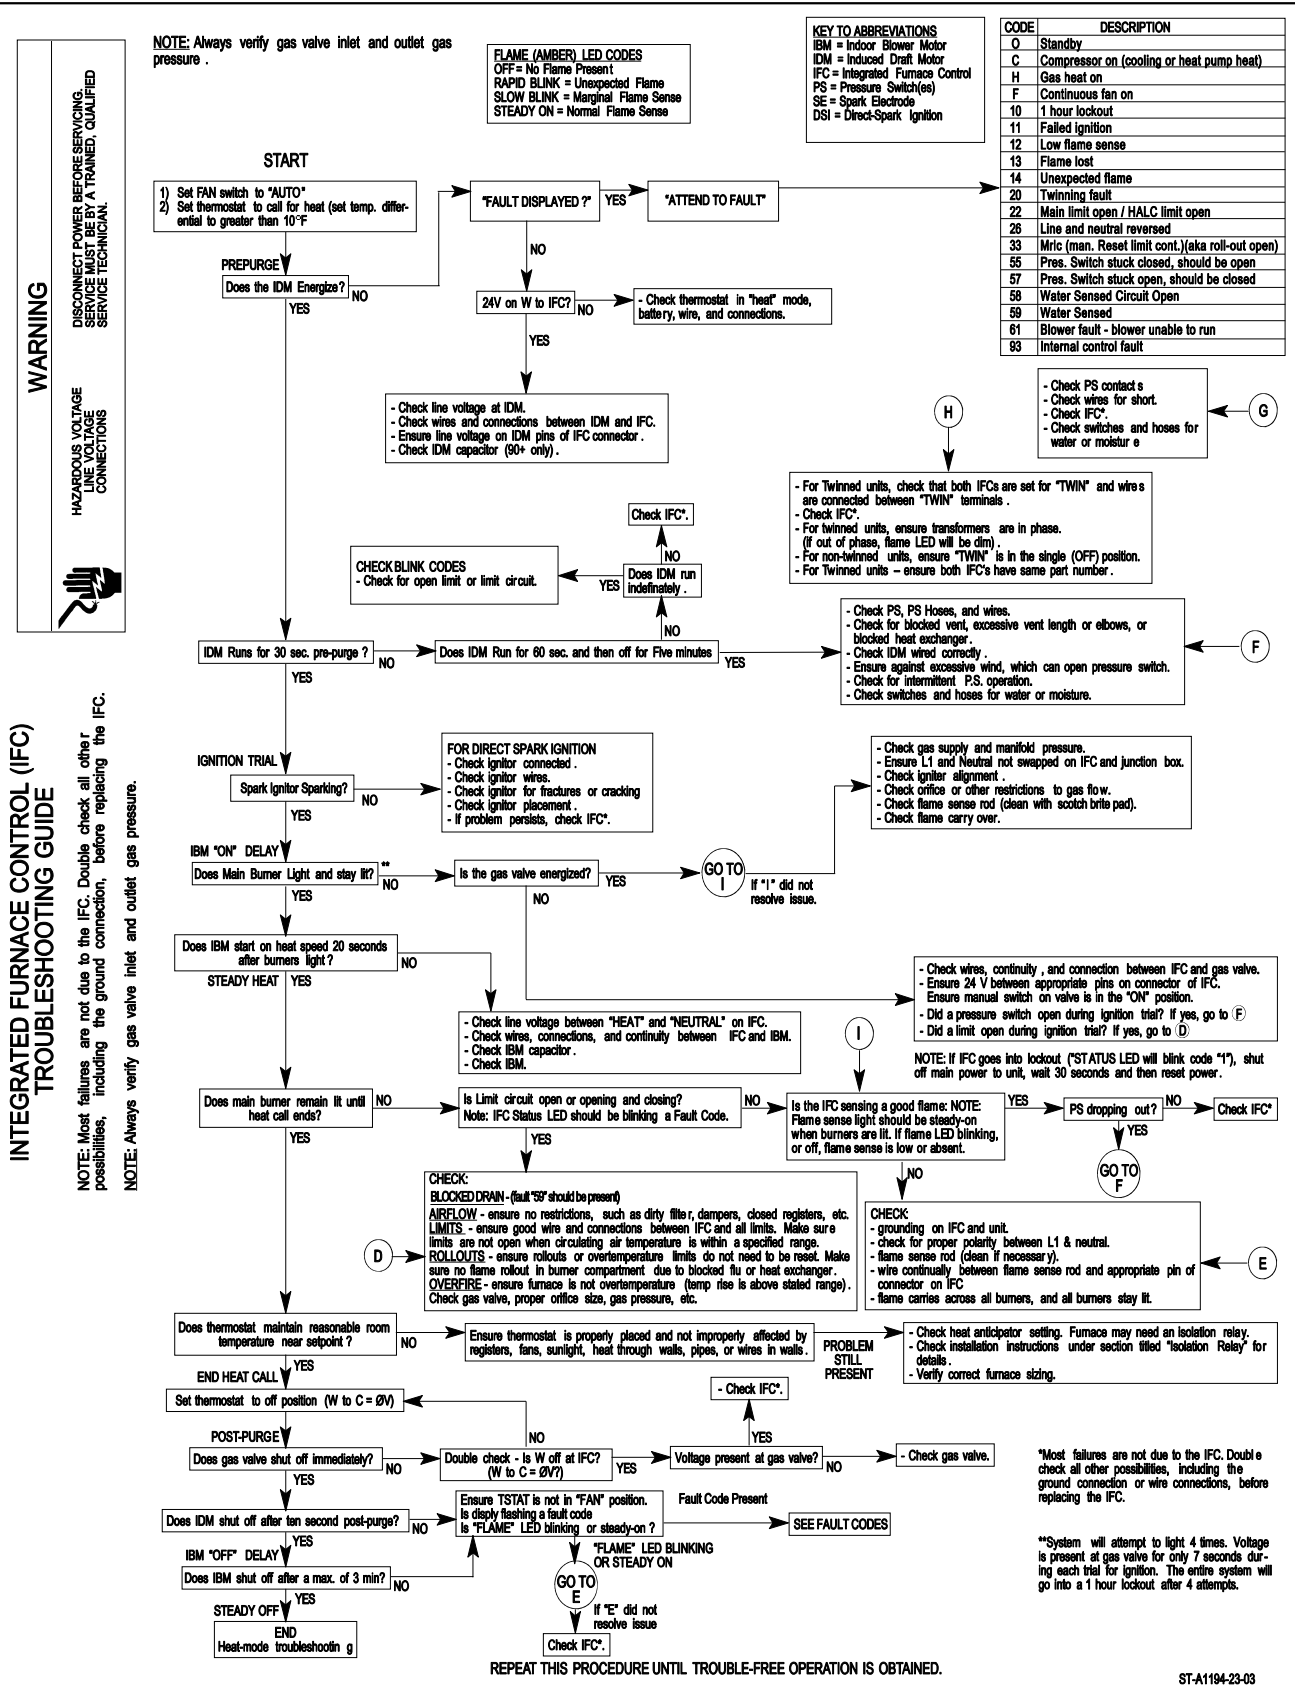 NOTE: Always verify gas valve inlet and outlet gas
pressure .
FLAME (AMBER) LED CODES
OFF = No Flame Present
RAPID BLINK = Unexpected Flame
SLOW BLINK = Marginal Flame Sense
STEADY ON = Normal Flame Sense
KEY TO ABBREVIATIONS
IBM = Indoor Blower Motor
IDM = Induced Draft Motor
IFC = Integrated Furnace Control
PS = Pressure Switch(es)
SE = Spark Electrode
DSI = Direct-Spark Ignition
CODE DESCRIPTION
O Standby
C Compressor on (cooling or heat pump heat)
H Gas heat on
F Continuous fan on
10 1 hour lockout
11 Failed ignition
12 Low flame sense
13 Flame lost
14 Unexpected flame
20 Twinning fault
22 Main limit open / HALC limit open
26 Line and neutral reversed
33 Mrlc (man. Reset limit cont.)(aka roll-out open)
55 Pres. Switch stuck closed, should be open
57 Pres. Switch stuck open, should be closed
58 Water Sensed Circuit Open
59 Water Sensed
61 Blower fault - blower unable to run
93 Internal control fault
WARNING
DISCONNECT POWER BEFORE SERVICING.
SERVICE MUST BE BY A TRAINED, QUALIFIED
SERVICE TECHNICIAN.
HAZARDOUS VOLTAGE
LINE VOLTAGE
CONNECTIONS
INTEGRATED FURNACE CONTROL (IFC)
TROUBLESHOOTING GUIDE
NOTE: Most failures are not due to the IFC. Double check all other
possibilities, including the ground connection, before replacing the IFC.
NOTE: Always verify gas valve inlet and outlet gas pressure.
START
1) Set FAN switch to "AUTO"
2) Set thermostat to call for heat (set temp. differ-
ential to greater than 10°F
"FAULT DISPLAYED ?"
YES
"ATTEND TO FAULT"
NO
PREPURGE
Does the IDM Energize?
NO
YES
24V on W to IFC?
NO
- Check thermostat in "heat" mode,
battery, wire, and connections.
YES
- Check line voltage at IDM.
- Check wires and connections between IDM and IFC.
- Ensure line voltage on IDM pins of IFC connector .
- Check IDM capacitor (90+ only) .
- Check PS contact s
- Check wires for short.
- Check IFC*.
- Check switches and hoses for
water or moistur e
G
H
- For Twinned units, check that both IFCs are set for "TWIN" and wire s
are connected between "TWIN" terminals .
- Check IFC*.
- For twinned units, ensure transformers are in phase.
(if out of phase, flame LED will be dim) .
- For non-twinned units, ensure "TWIN" is in the single (OFF) position.
- For Twinned units – ensure both IFC's have same part number .
Check IFC*.
NO
CHECK BLINK CODES
- Check for open limit or limit circuit.
YES
Does IDM run
indefinately .
NO
IDM Runs for 30 sec. pre-purge ?
NO
Does IDM Run for 60 sec. and then off for Five minutes
YES
- Check PS, PS Hoses, and wires.
- Check for blocked vent, excessive vent length or elbows, or
blocked heat exchanger .
- Check IDM wired correctly .
- Ensure against excessive wind, which can open pressure switch.
- Check for intermittent P.S. operation.
- Check switches and hoses for water or moisture.
F
YES
IGNITION TRIAL
Spark Ignitor Sparking?
NO
FOR DIRECT SPARK IGNITION
- Check ignitor connected .
- Check ignitor wires.
- Check ignitor for fractures or cracking
- Check ignitor placement .
- If problem persists, check IFC*.
- Check gas supply and manifold pressure.
- Ensure L1 and Neutral not swapped on IFC and junction box.
- Check igniter alignment .
- Check orifice or other restrictions to gas flow.
- Check flame sense rod (clean with scotch brite pad).
- Check flame carry over.
YES
IBM "ON" DELAY
Does Main Burner Light and stay lit?
**
NO
Is the gas valve energized?
YES
GO TO
I
If "I" did not
resolve issue.
YES
NO
Does IBM start on heat speed 20 seconds
after burners light ?
NO
STEADY HEAT YES
- Check wires, continuity , and connection between IFC and gas valve.
- Ensure 24 V between appropriate pins on connector of IFC.
Ensure manual switch on valve is in the "ON" position.
- Did a pressure switch open during ignition trial? If yes, go to F
- Did a limit open during ignition trial? If yes, go to D
- Check line voltage between "HEAT" and "NEUTRAL" on IFC.
- Check wires, connections, and continuity between IFC and IBM.
- Check IBM capacitor .
- Check IBM.
I
NOTE: If IFC goes into lockout ("STATUS LED will blink code "1"), shut
off main power to unit, wait 30 seconds and then reset power.
Does main burner remain lit until
heat call ends?
NO
Is Limit circuit open or opening and closing?
Note: IFC Status LED should be blinking a Fault Code.
NO
Is the IFC sensing a good flame: NOTE:
Flame sense light should be steady-on
when burners are lit. If flame LED blinking,
or off, flame sense is low or absent.
YES
PS dropping out?
NO
Check IFC*
YES
YES
YES
GO TO
F
NO
CHECK:
BLOCKED DRAIN - (fault "59" should be present)
AIRFLOW - ensure no restrictions, such as dirty filter, dampers, closed registers, etc.
LIMITS - ensure good wire and connections between IFC and all limits. Make sure
limits are not open when circulating air temperature is within a specified range.
ROLLOUTS - ensure rollouts or overtemperature limits do not need to be reset. Make
sure no flame rollout in burner compartment due to blocked flu or heat exchanger.
OVERFIRE - ensure furnace is not overtemperature (temp rise is above stated range).
Check gas valve, proper orifice size, gas pressure, etc.
D
CHECK:
- grounding on IFC and unit.
- check for proper polarity between L1 & neutral.
- flame sense rod (clean if necessary).
- wire continually between flame sense rod and appropriate pin of
connector on IFC
- flame carries across all burners, and all burners stay lit.
E
Does thermostat maintain reasonable room
temperature near setpoint ?
NO
Ensure thermostat is properly placed and not improperly affected by
registers, fans, sunlight, heat through walls, pipes, or wires in walls .
PROBLEM
STILL
PRESENT
- Check heat anticipator setting. Furnace may need an isolation relay.
- Check installation instructions under section titled "Isolation Relay" for
details .
- Verify correct furnace sizing.
YES
END HEAT CALL
Set thermostat to off position (W to C = ØV)
- Check IFC*.
POST-PURGE
NO
YES
Does gas valve shut off immediately?
NO
Double check - Is W off at IFC?
(W to C = ØV?)
YES
Voltage present at gas valve?
NO
- Check gas valve.
YES
Does IDM shut off after ten second post-purge?
NO
Ensure TSTAT is not in "FAN" position.
Is disply flashing a fault code
Is "FLAME" LED blinking or steady-on ?
Fault Code Present
SEE FAULT CODES
YES
IBM "OFF" DELAY
Does IBM shut off after a max. of 3 min?
NO
"FLAME" LED BLINKING
OR STEADY ON
GO TO
E
YES
STEADY OFF
END
Heat-mode troubleshootin g
If "E" did not
resolve issue
Check IFC*.
*Most failures are not due to the IFC. Double
check all other possibilities, including the
ground connection or wire connections, before
replacing the IFC.
**System will attempt to light 4 times. Voltage
is present at gas valve for only 7 seconds dur-
ing each trial for ignition. The entire system will
go into a 1 hour lockout after 4 attempts.
REPEAT THIS PROCEDURE UNTIL TROUBLE-FREE OPERATION IS OBTAINED.
ST-A1194-23-03